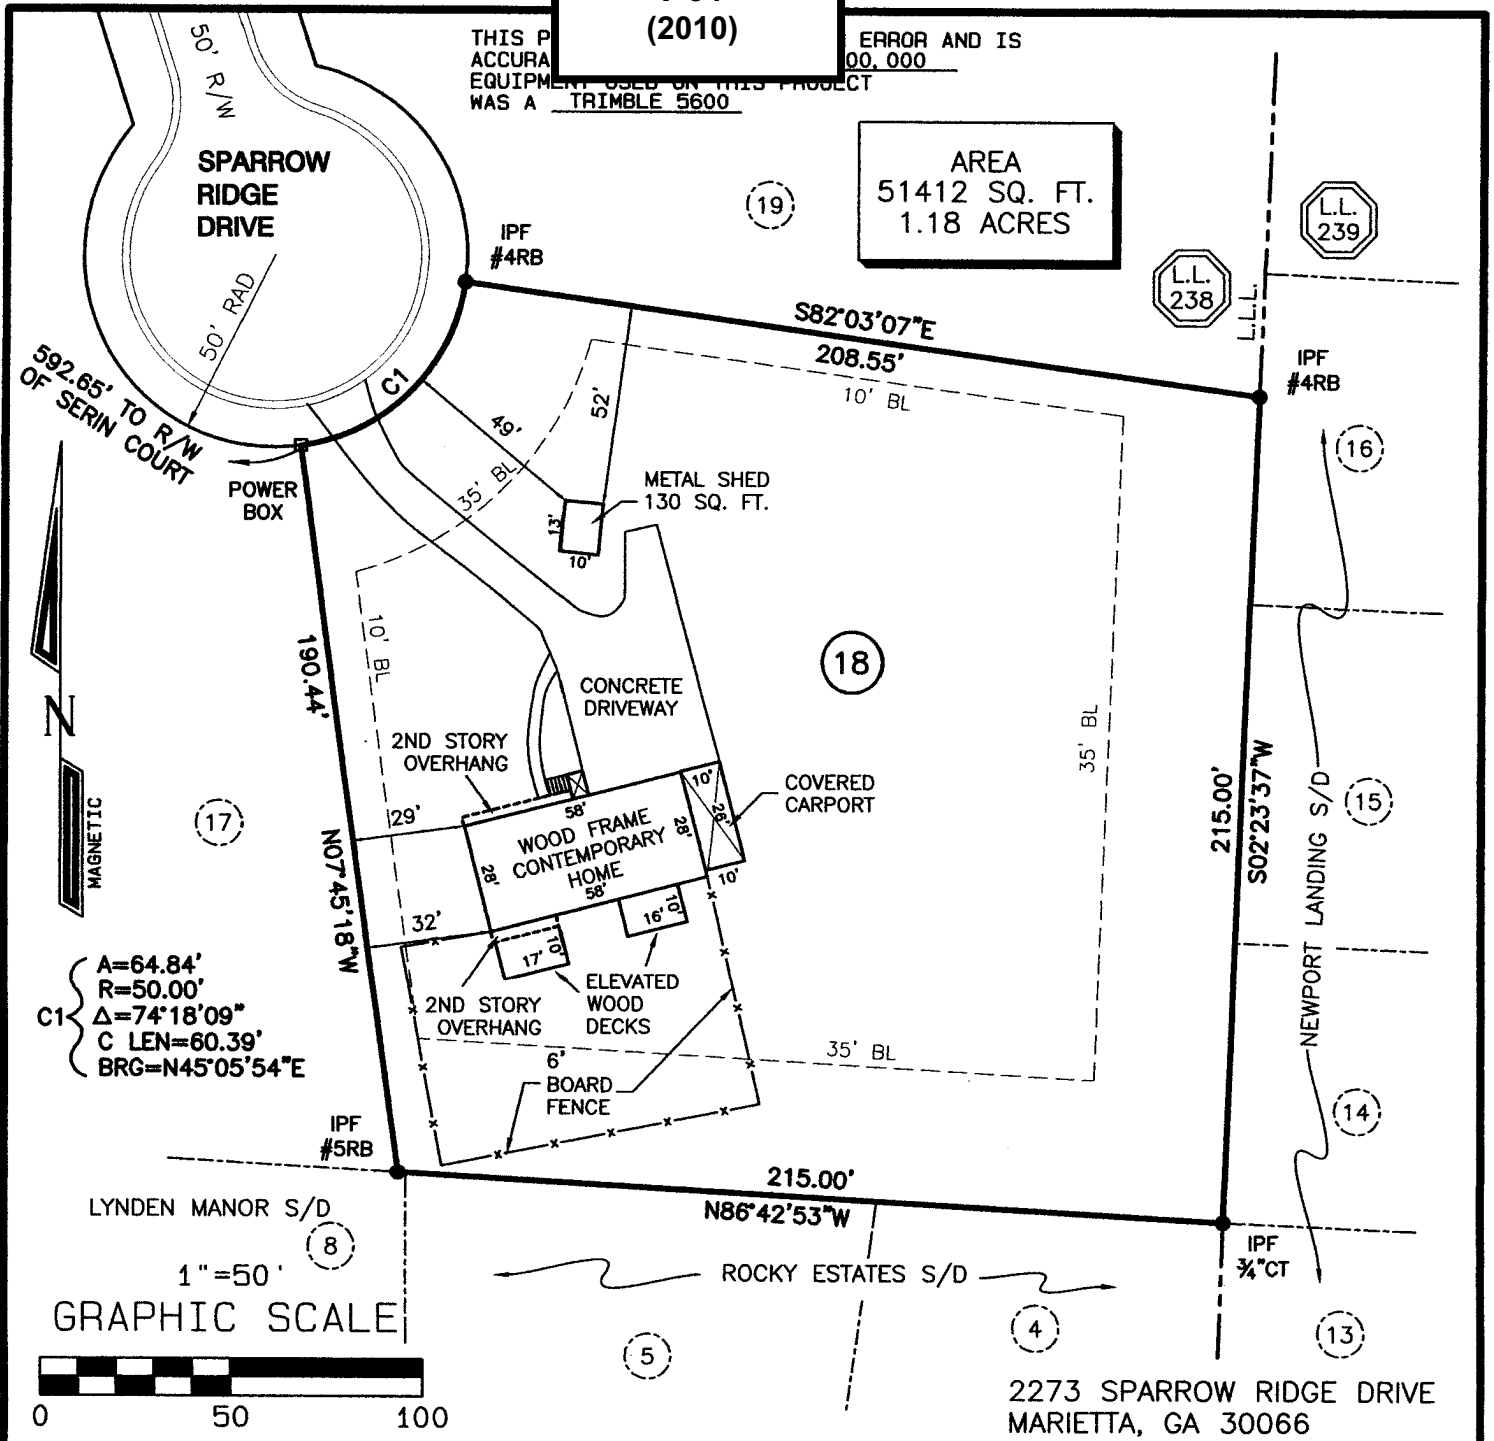 (2010)
THIS P ERROR AND IS
ACCURA 00,000
EQUIPMENT USED ON THIS PROJECT
WAS A TRIMBLE 5600
50' R/W
SPARROW
RIDGE
DRIVE
50' RAD
592.65' TO R/W
OF SERIN COURT
POWER
BOX
C1
IPF
#4RB
19
AREA
51412 SQ. FT.
1.18 ACRES
L.L.
239
L.L.
238
L.L.L.
S82°03'07"E
208.55'
10' BL
IPF
#4RB
16
49'
52'
35' BL
METAL SHED
130 SQ. FT.
13'
10'
10' BL
190.44'
N07°45'18"W
N
MAGNETIC
17
18
CONCRETE
DRIVEWAY
2ND STORY
OVERHANG
COVERED
CARPORT
29'
58'
WOOD FRAME
CONTEMPORARY
HOME
58'
28'
28'
10'
26'
10'
32'
17'
10'
16'
10'
2ND STORY
OVERHANG
ELEVATED
WOOD
DECKS
35' BL
215.00'
S02°23'37"W
NEWPORT LANDING S/D
15
14
C1
A=64.84'
R=50.00'
Δ=74°18'09"
C LEN=60.39'
BRG=N45°05'54"E
35' BL
6'
BOARD
FENCE
IPF
#5RB
215.00'
N86°42'53"W
LYNDEN MANOR S/D
8
IPF
3/4"CT
ROCKY ESTATES S/D
1"=50'
GRAPHIC SCALE
0 50 100
5
4
13
2273 SPARROW RIDGE DRIVE
MARIETTA, GA 30066